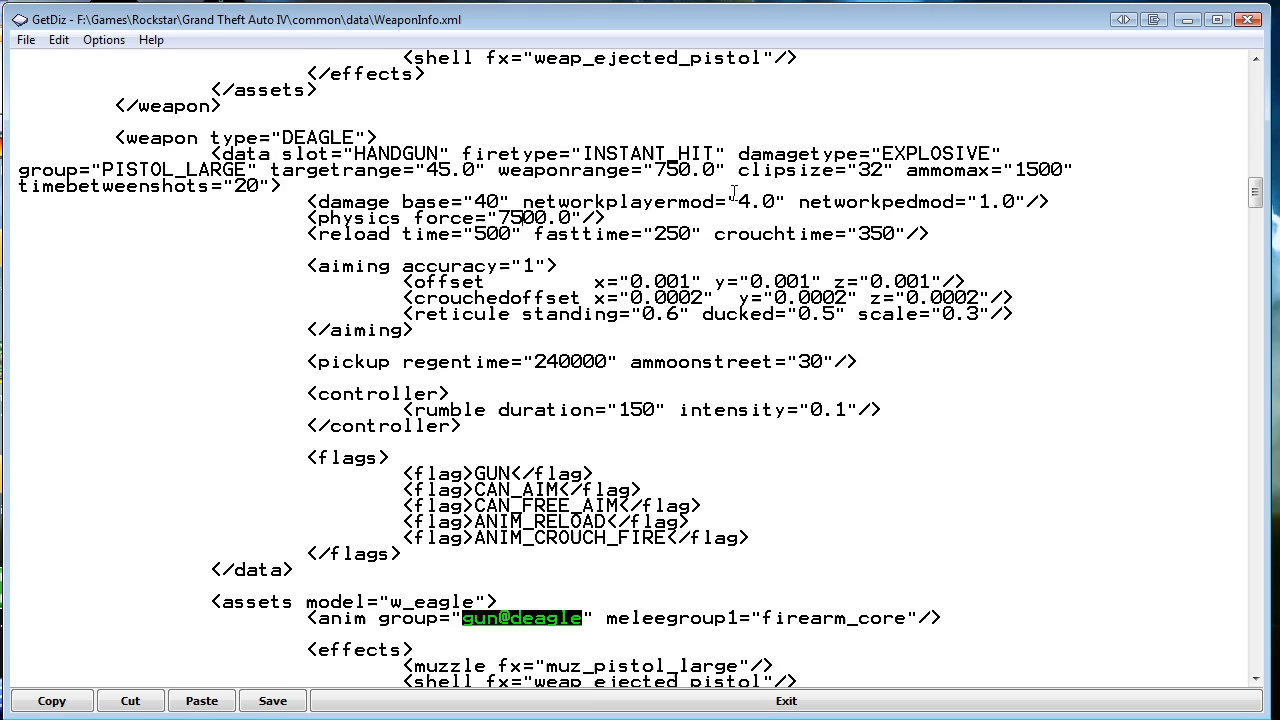 GetDiz - F:\Games\Rockstar\Grand Theft Auto IV\common\data\WeaponInfo.xml
File Edit Options Help
<shell fx="weap_ejected_pistol"/>
</effects>
</assets>
</weapon>
<weapon type="DEAGLE">
<data slot="HANDGUN" firetype="INSTANT_HIT" damagetype="EXPLOSIVE"
group="PISTOL_LARGE" targetrange="45.0" weaponrange="750.0" clipsize="32" ammomax="1500"
timebetweenshots="20">
<damage base="40" networkplayermod="4.0" networkpedmod="1.0"/>
<physics force="7500.0"/>
<reload time="500" fasttime="250" crouchtime="350"/>
<aiming accuracy="1">
<offset x="0.001" y="0.001" z="0.001"/>
<crouchedoffset x="0.0002" y="0.0002" z="0.0002"/>
<reticule standing="0.6" ducked="0.5" scale="0.3"/>
</aiming>
<pickup regentime="240000" ammoonstreet="30"/>
<controller>
<rumble duration="150" intensity="0.1"/>
</controller>
<flags>
<flag>GUN</flag>
<flag>CAN_AIM</flag>
<flag>CAN_FREE_AIM</flag>
<flag>ANIM_RELOAD</flag>
<flag>ANIM_CROUCH_FIRE</flag>
</flags>
</data>
<assets model="w_eagle">
<anim group="gun@deagle" meleegroup1="firearm_core"/>
<effects>
<muzzle fx="muz_pistol_large"/>
<shell fx="weap_ejected_pistol"/>
Copy Cut Paste Save Exit